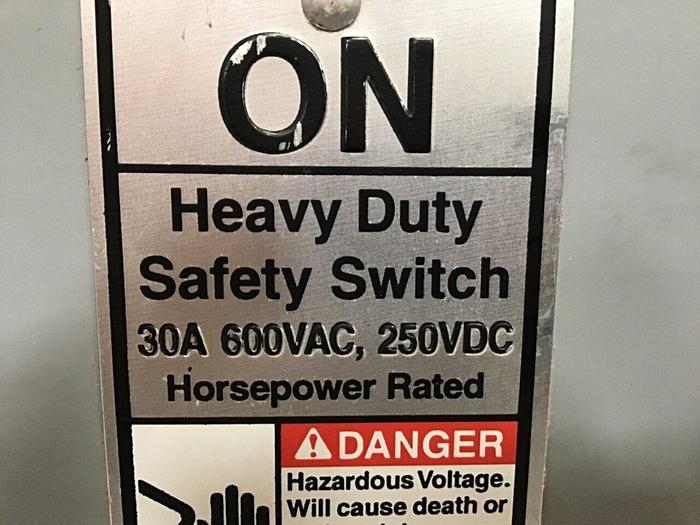 ON
Heavy Duty
Safety Switch
30A 600VAC, 250VDC
Horsepower Rated
DANGER
Hazardous Voltage.
Will cause death or